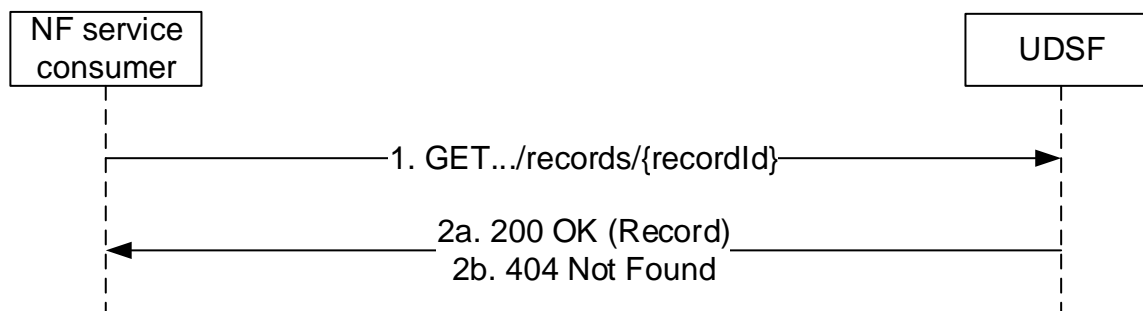 NF service
consumer
UDSF
1. GET.../records/{recordId}
2a. 200 OK (Record)
2b. 404 Not Found